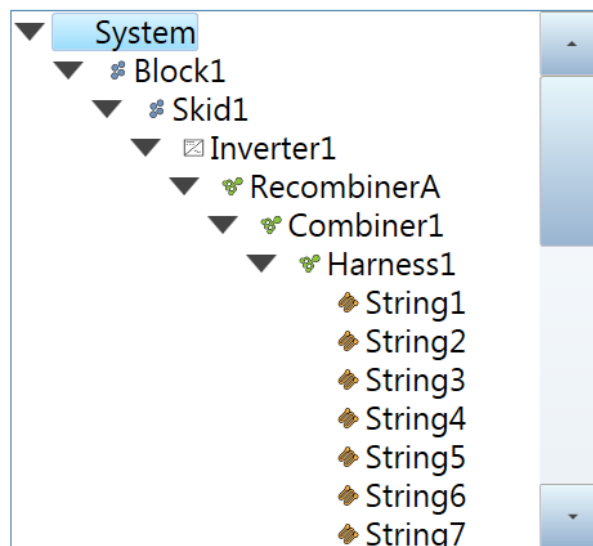 System
Block1
Skid1
Inverter1
RecombinerA
Combiner1
Harness1
String1
String2
String3
String4
String5
String6
String7